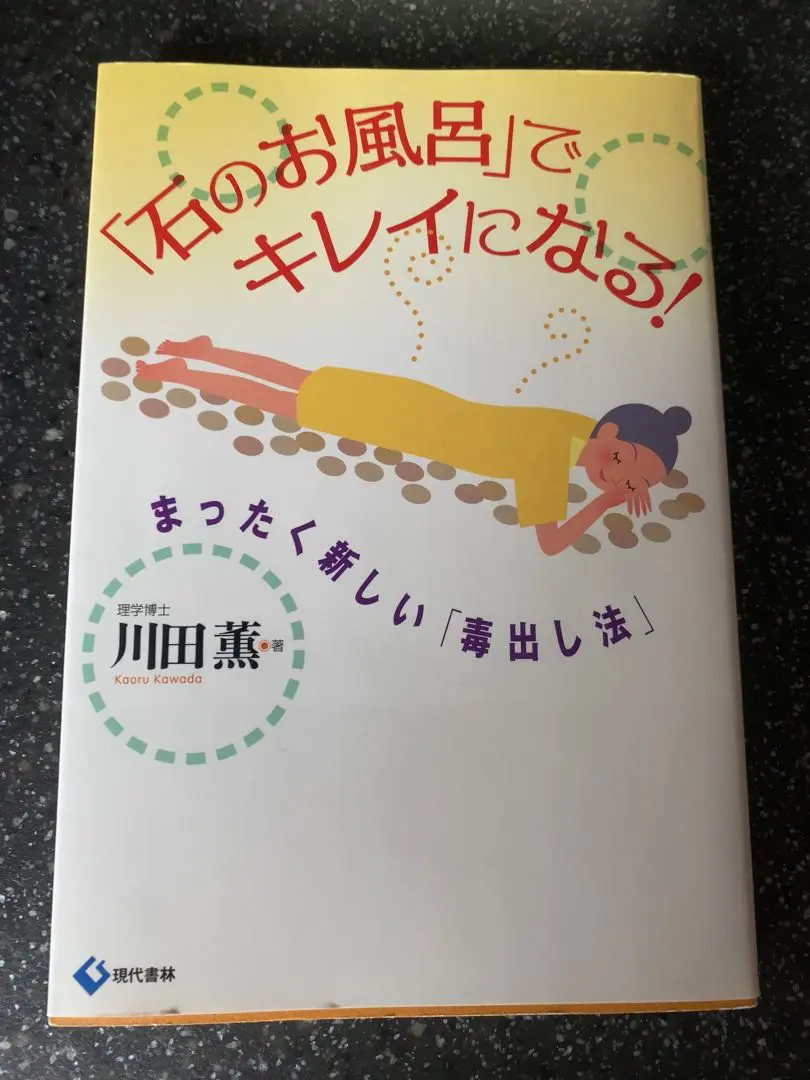 「石のお風呂」で
キレイになる!
まったく新しい「毒出し法」
理学博士
川田 薫◉著
Kaoru Kawada
現代書林